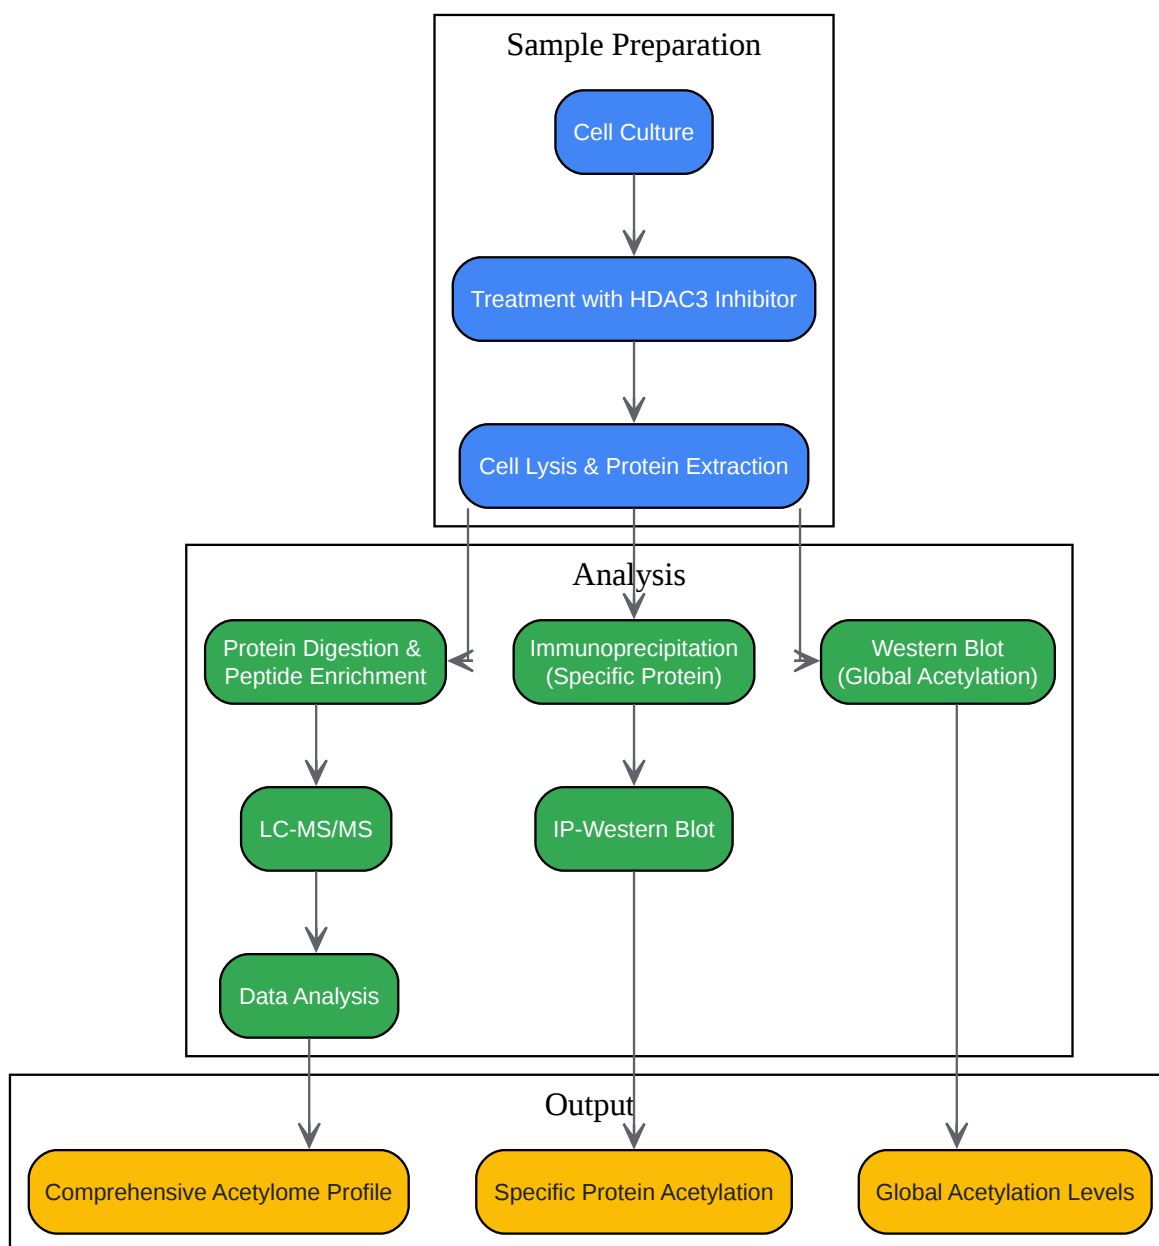 Sample Preparation
Cell Culture
Treatment with HDAC3 Inhibitor
Cell Lysis & Protein Extraction
Analysis
Protein Digestion &
Peptide Enrichment
Immunoprecipitation
(Specific Protein)
Western Blot
(Global Acetylation)
LC-MS/MS
IP-Western Blot
Data Analysis
Output
Comprehensive Acetylome Profile
Specific Protein Acetylation
Global Acetylation Levels